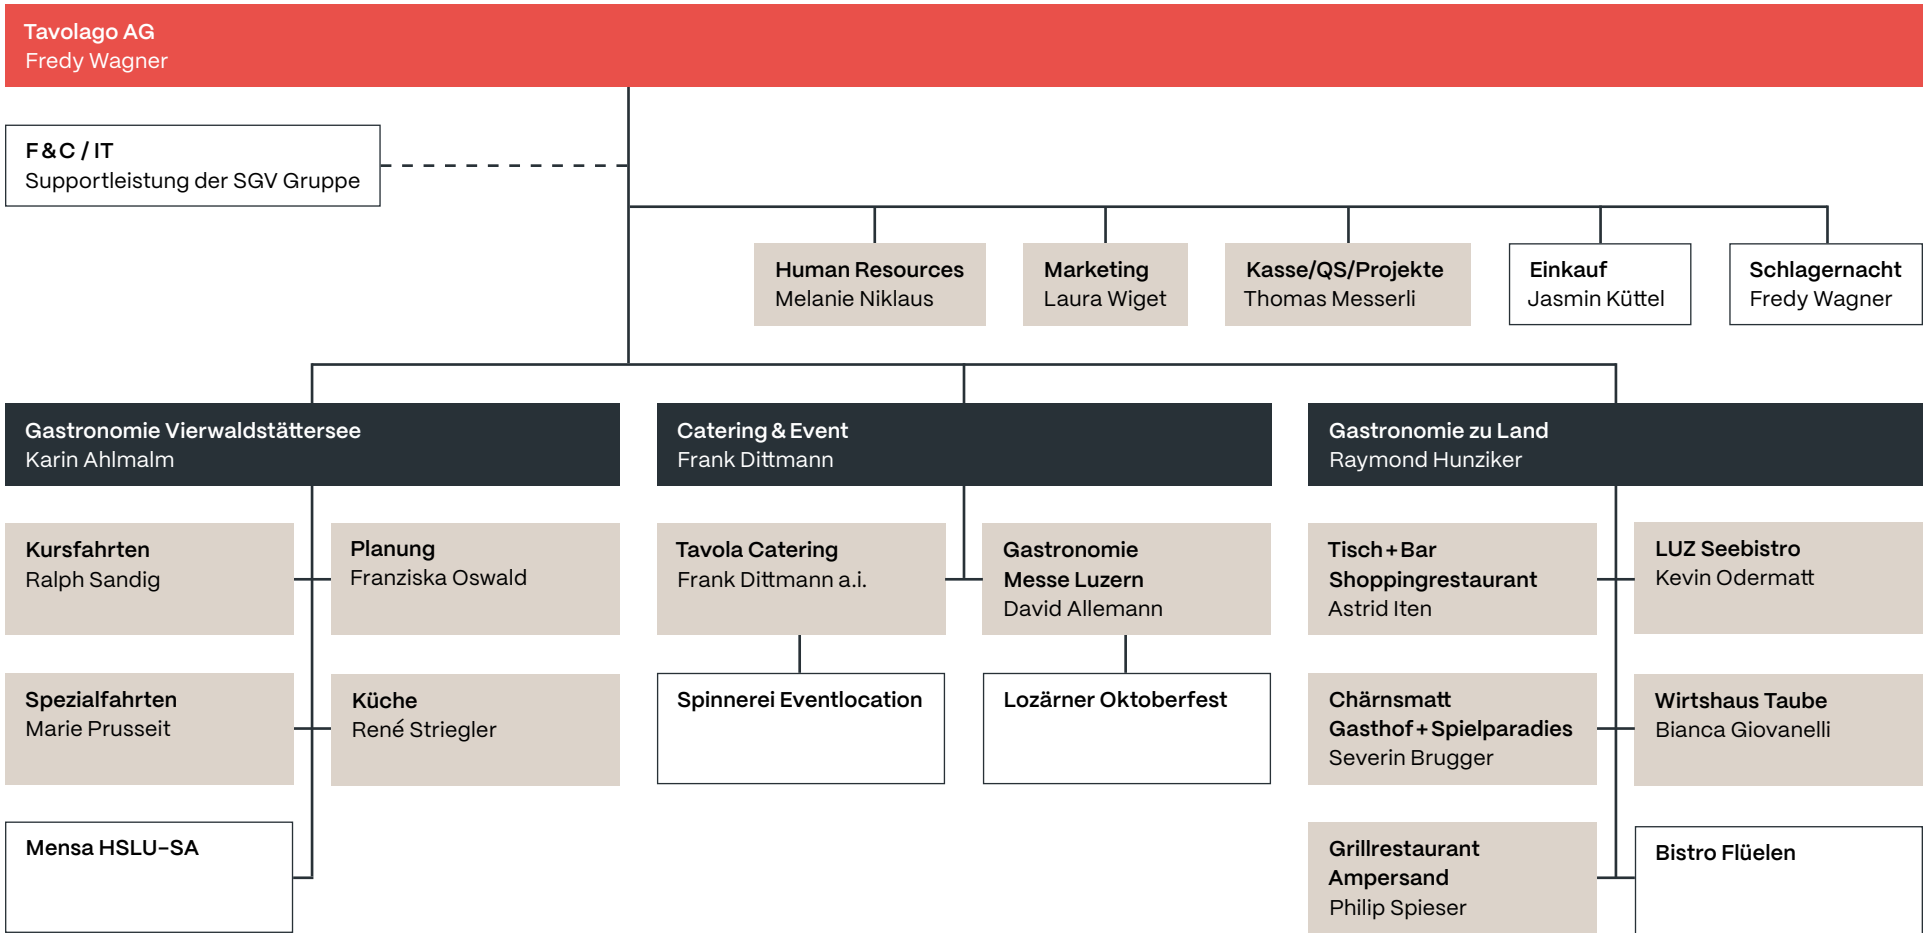 Tavolago AG
Fredy Wagner
F & C / IT
Supportleistung der SGV Gruppe
Human Resources
Melanie Niklaus
Marketing
Laura Wiget
Kasse/QS/Projekte
Thomas Messerli
Einkauf
Jasmin Küttel
Schlagernacht
Fredy Wagner
Gastronomie Vierwaldstättersee
Karin Ahlmalm
Catering & Event
Frank Dittmann
Gastronomie zu Land
Raymond Hunziker
Kursfahrten
Ralph Sandig
Planung
Franziska Oswald
Tavola Catering
Frank Dittmann a.i.
Gastronomie
Messe Luzern
David Allemann
Tisch + Bar
Shoppingrestaurant
Astrid Iten
LUZ Seebistro
Kevin Odermatt
Spezialfahrten
Marie Prusseit
Küche
René Striegler
Spinnerei Eventlocation
Lozärner Oktoberfest
Chärnsmatt
Gasthof + Spielparadies
Severin Brugger
Wirtshaus Taube
Bianca Giovanelli
Mensa HSLU-SA
Grillrestaurant
Ampersand
Philip Spieser
Bistro Flüelen